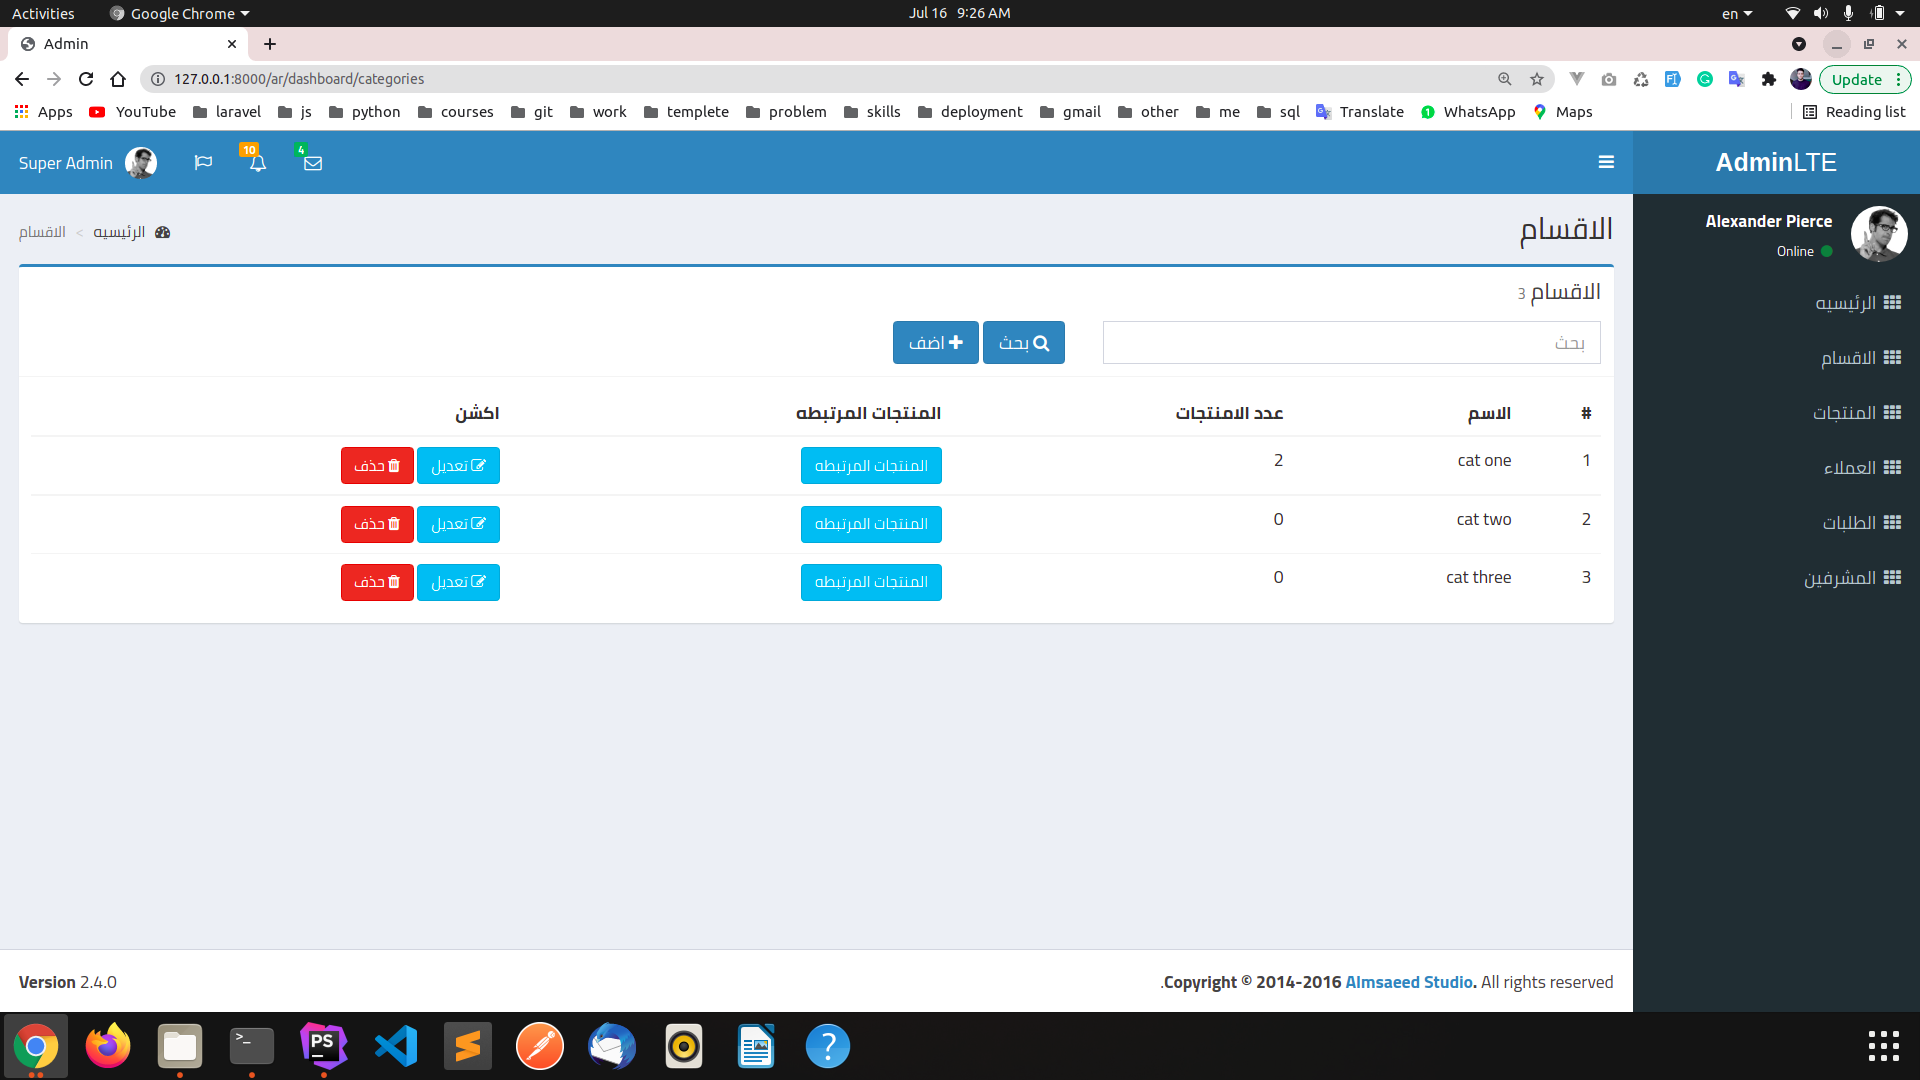 Activities Google Chrome Jul 16 9:26 AM en
Admin
127.0.0.1:8000/ar/dashboard/categories Update
Apps YouTube laravel js python courses git work templete problem skills deployment gmail other me sql Translate WhatsApp Maps Reading list
AdminLTE
Super Admin 10 4
Alexander Pierce
Online
الرئيسيه
الاقسام
المنتجات
العملاء
الطلبات
المشرفين
الاقسام
الرئيسيه > الاقسام
الاقسام 3
بحث بحث اضف
# الاسم عدد الامنتجات المنتجات المرتبطه اكشن
1 cat one 2 المنتجات المرتبطه تعديل حذف
2 cat two 0 المنتجات المرتبطه تعديل حذف
3 cat three 0 المنتجات المرتبطه تعديل حذف
.Copyright © 2014-2016 Almsaeed Studio. All rights reserved
Version 2.4.0
>_ PS ?